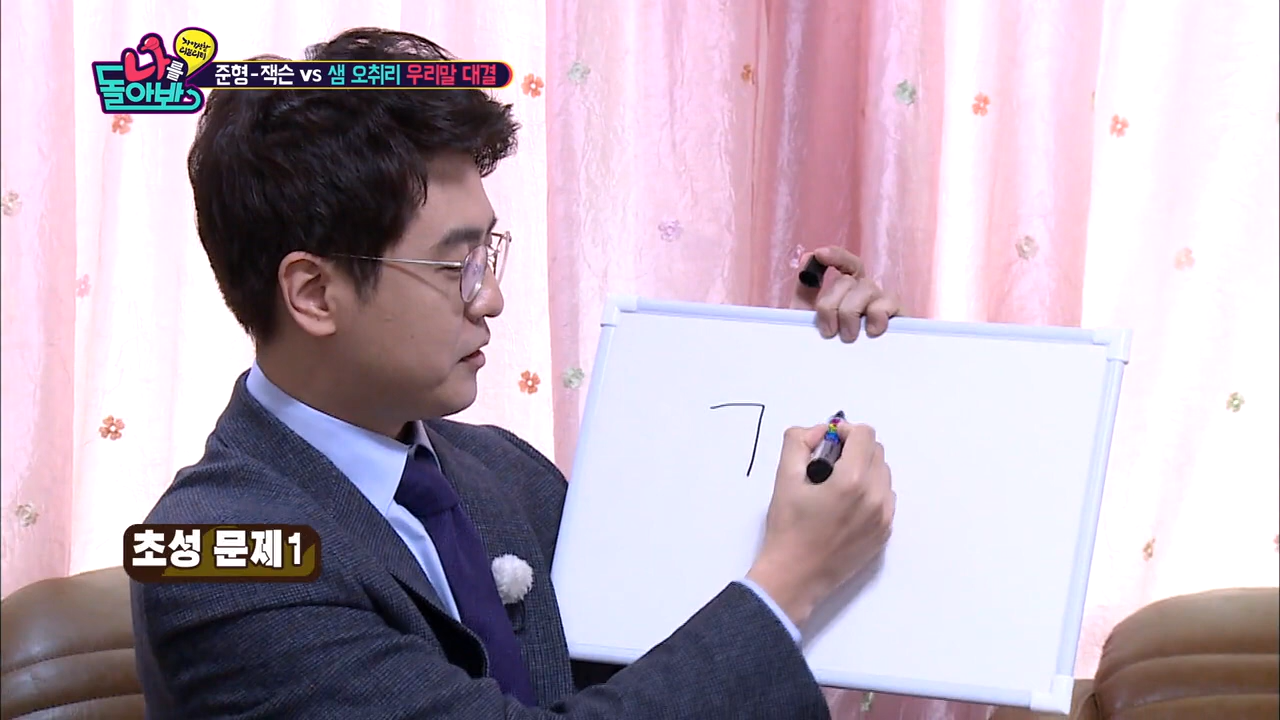 나를
돌아봐
준형-잭슨 vs 샘 오취리 우리말 대결
ㄱ
초성 문제1